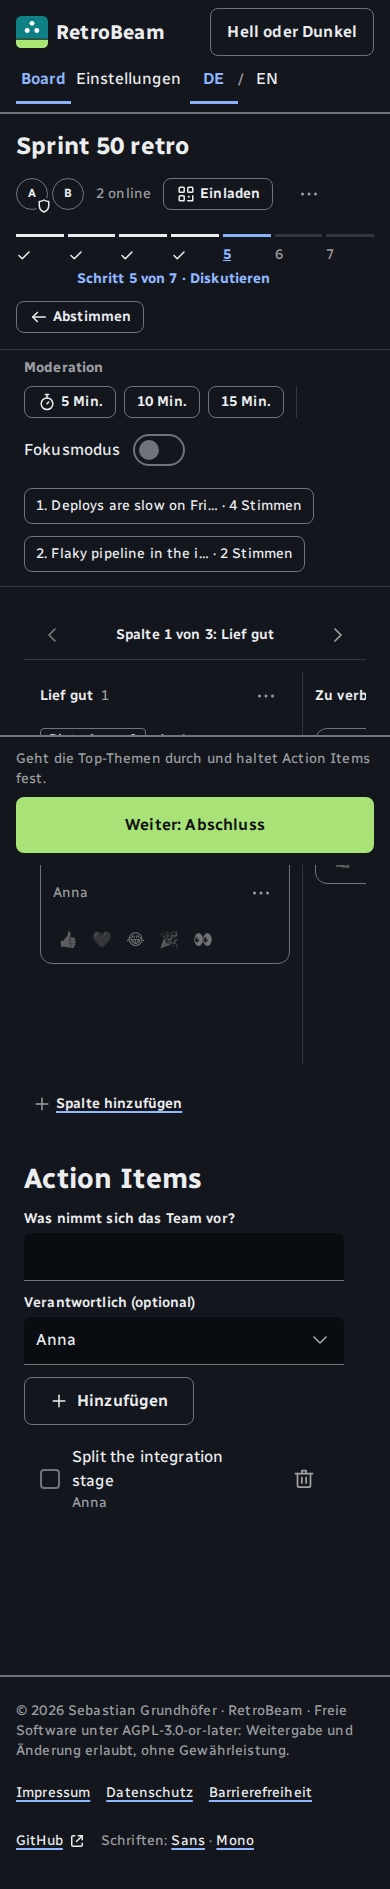 RetroBeam
Hell oder Dunkel
Board Einstellungen DE / EN
Sprint 50 retro
A B 2 online Einladen
5 6 7
Schritt 5 von 7 · Diskutieren
Abstimmen
Moderation
5 Min. 10 Min. 15 Min.
Fokusmodus
1. Deploys are slow on Fri... · 4 Stimmen
2. Flaky pipeline in the i... · 2 Stimmen
Spalte 1 von 3: Lief gut
Lief gut 1 Zu verb
Geht die Top-Themen durch und haltet Action Items
fest.
Weiter: Abschluss
Anna
Spalte hinzufügen
Action Items
Was nimmt sich das Team vor?
Verantwortlich (optional)
Anna
Hinzufügen
Split the integration
stage
Anna
© 2026 Sebastian Grundhöfer · RetroBeam · Freie
Software unter AGPL-3.0-or-later: Weitergabe und
Änderung erlaubt, ohne Gewährleistung.
Impressum Datenschutz Barrierefreiheit
GitHub Schriften: Sans · Mono